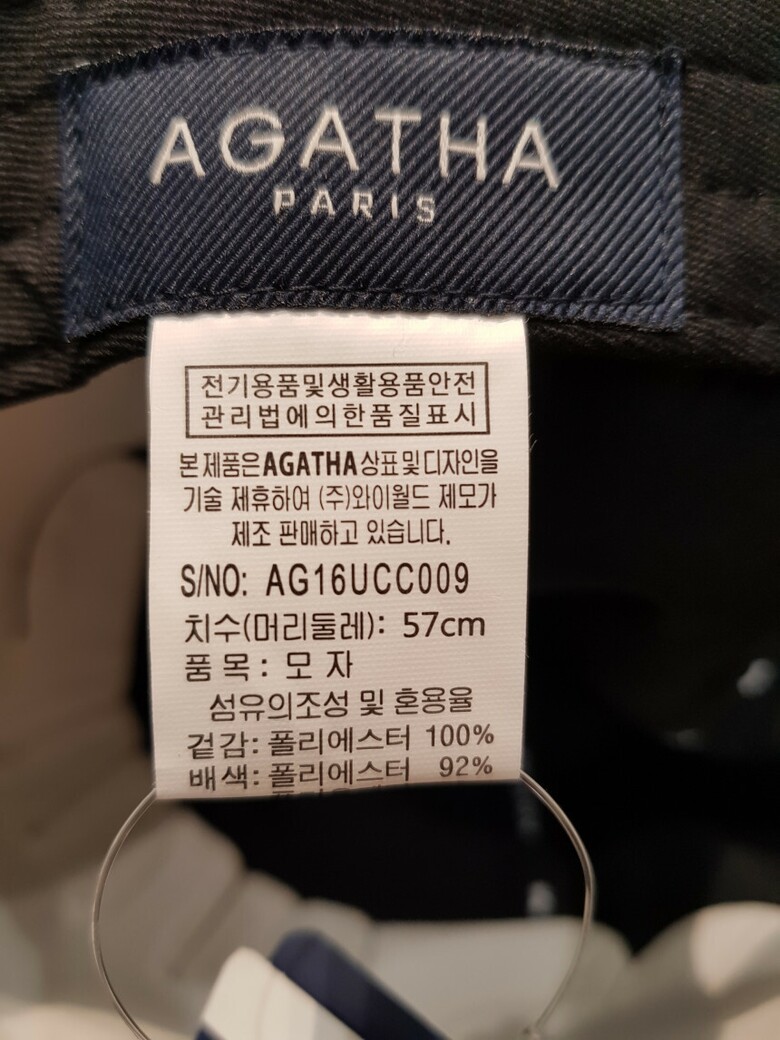 AGATHA
PARIS
전기용품및생활용품안전
관리법에의한품질표시
본제품은AGATHA상표및디자인을
기술 제휴하여 (주)와이월드 제모가
제조 판매하고 있습니다.
S/NO: AG16UCC009
치수(머리둘레): 57cm
품 목 : 모 자
섬유의조성 및 혼용율
겉감: 폴리에스터 100%
배색: 폴리에스터 92%